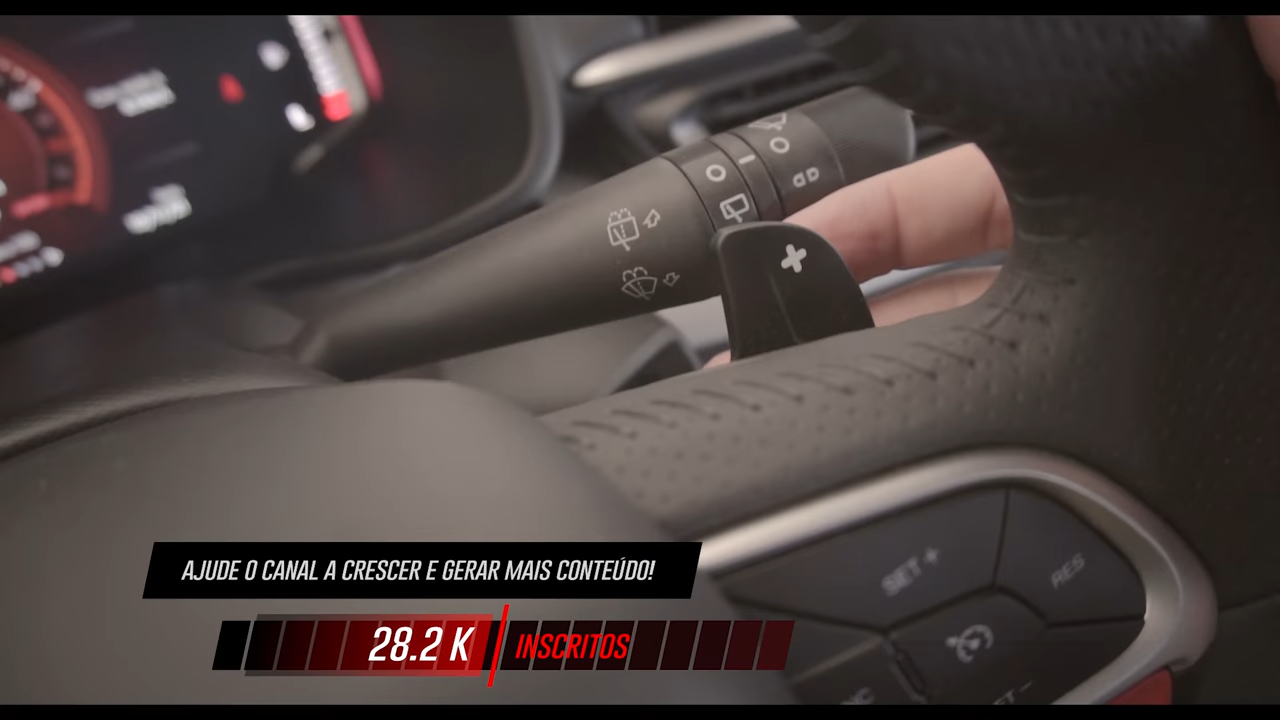 SET +
RES
AJUDE O CANAL A CRESCER E GERAR MAIS CONTEÚDO!
28.2 K
INSCRITOS